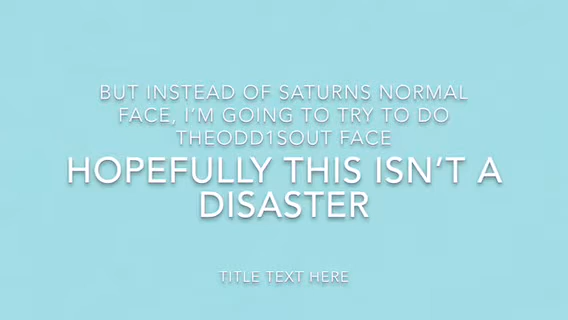 BUT INSTEAD OF SATURNS NORMAL
FACE, I'M GOING TO TRY TO DO
THEODD1SOUT FACE
HOPEFULLY THIS ISN'T A
DISASTER
TITLE TEXT HERE